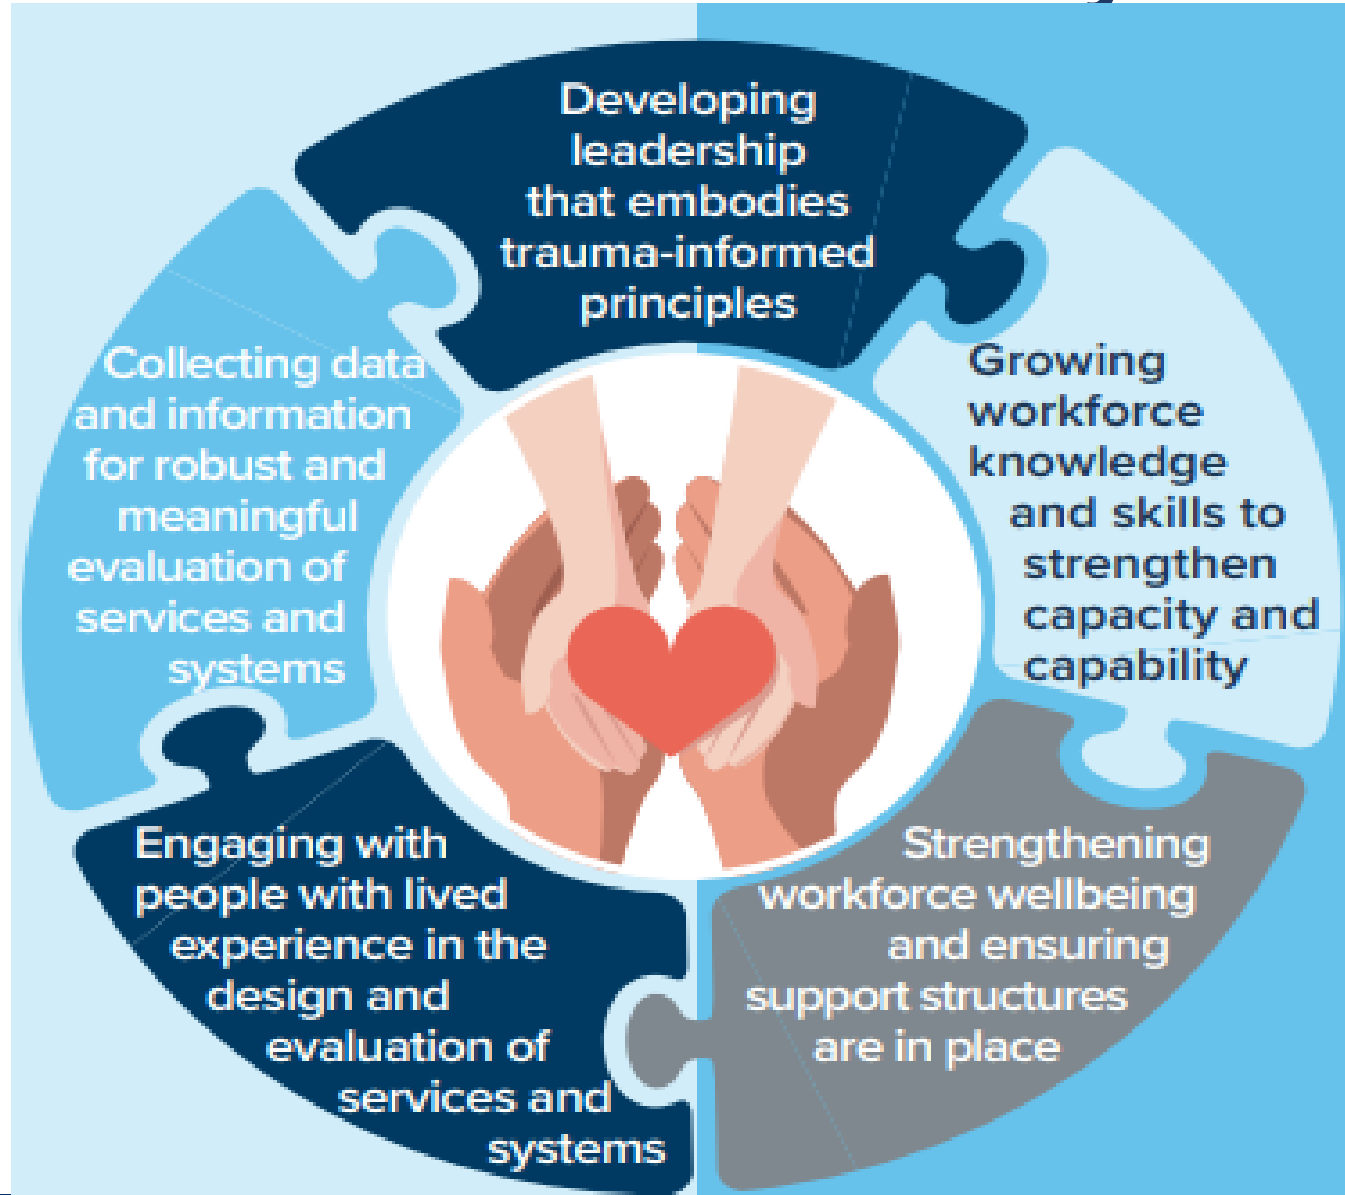 Developing
leadership
that embodies
trauma-informed
principles
Growing
workforce
knowledge
and skills to
strengthen
capacity and
capability
Strengthening
workforce wellbeing
and ensuring
support structures
are in place
Engaging with
people with lived
experience in the
design and
evaluation of
services and
systems
Collecting data
and information
for robust and
meaningful
evaluation of
services and
systems